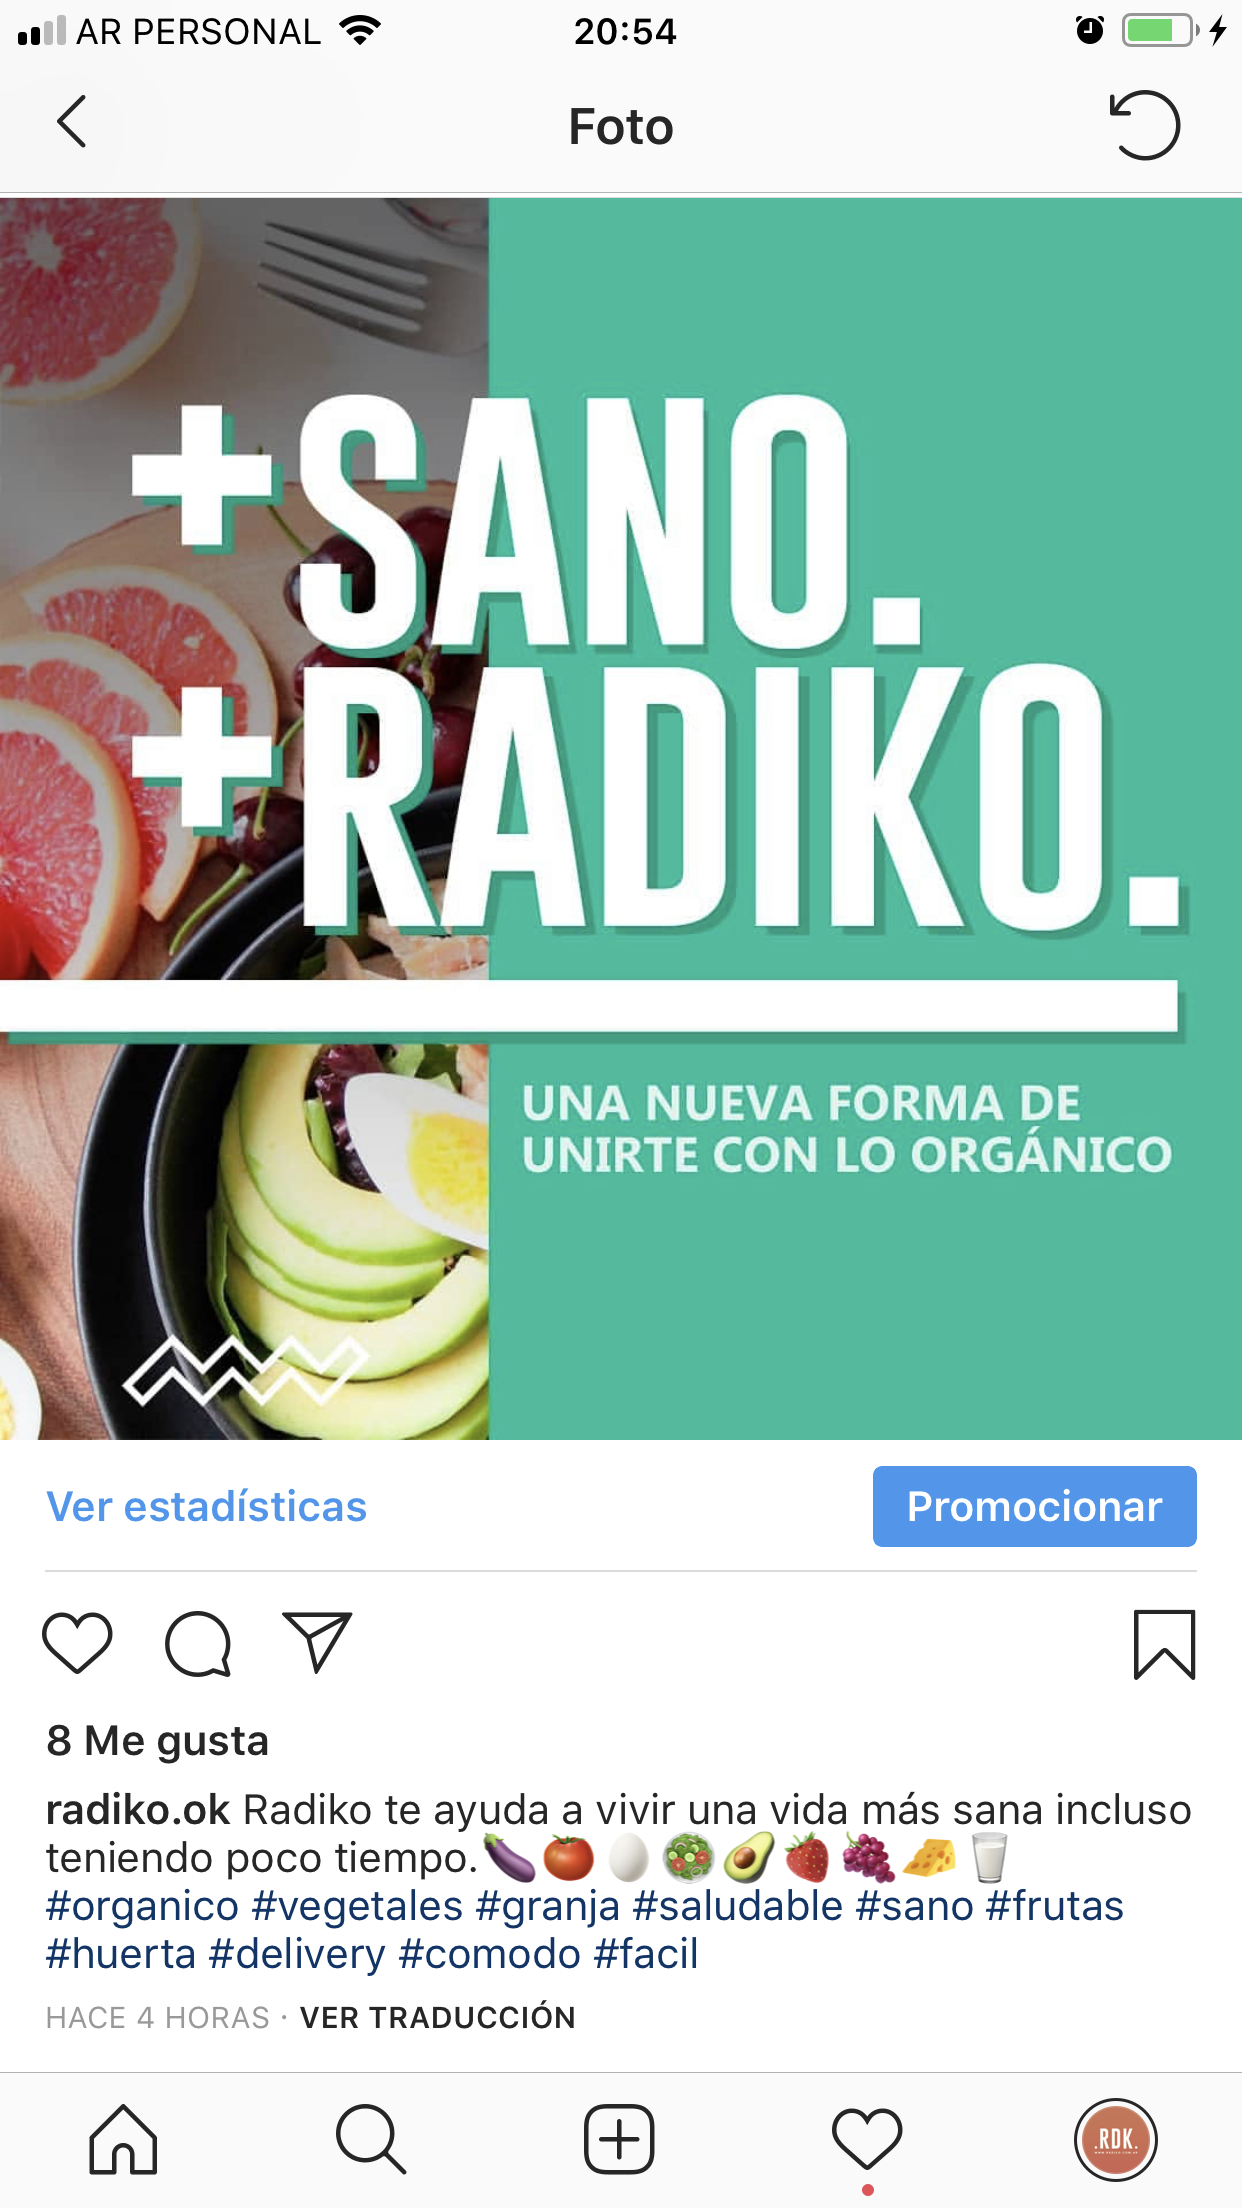 AR PERSONAL
20:54
Foto
+SANO.
+RADIKO.
UNA NUEVA FORMA DE
UNIRTE CON LO ORGÁNICO
Ver estadísticas
Promocionar
8 Me gusta
radiko.ok Radiko te ayuda a vivir una vida más sana incluso
teniendo poco tiempo.🍆🍅🥚🥗🥑🍓🍇🧀🥛
#organico #vegetales #granja #saludable #sano #frutas
#huerta #delivery #comodo #facil
HACE 4 HORAS · VER TRADUCCIÓN
.RDK.